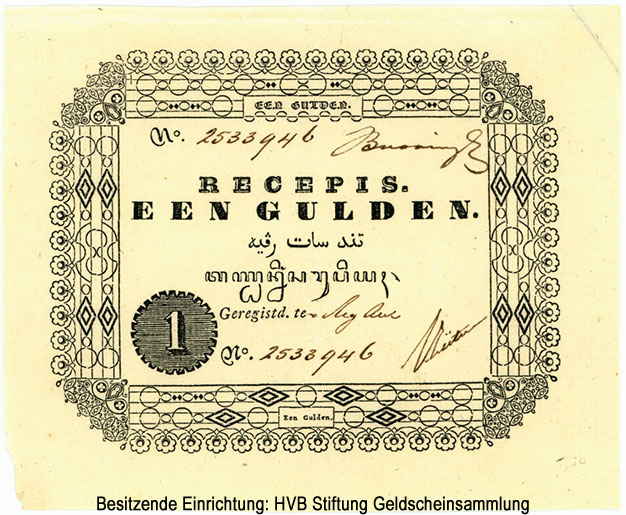 EEN GULDEN.
No. 2533946
RECEPIS.
EEN GULDEN.
تند سات رڤيه
Geregistd. te
1
No. 2533946
Een Gulden.
Besitzende Einrichtung: HVB Stiftung Geldscheinsammlung